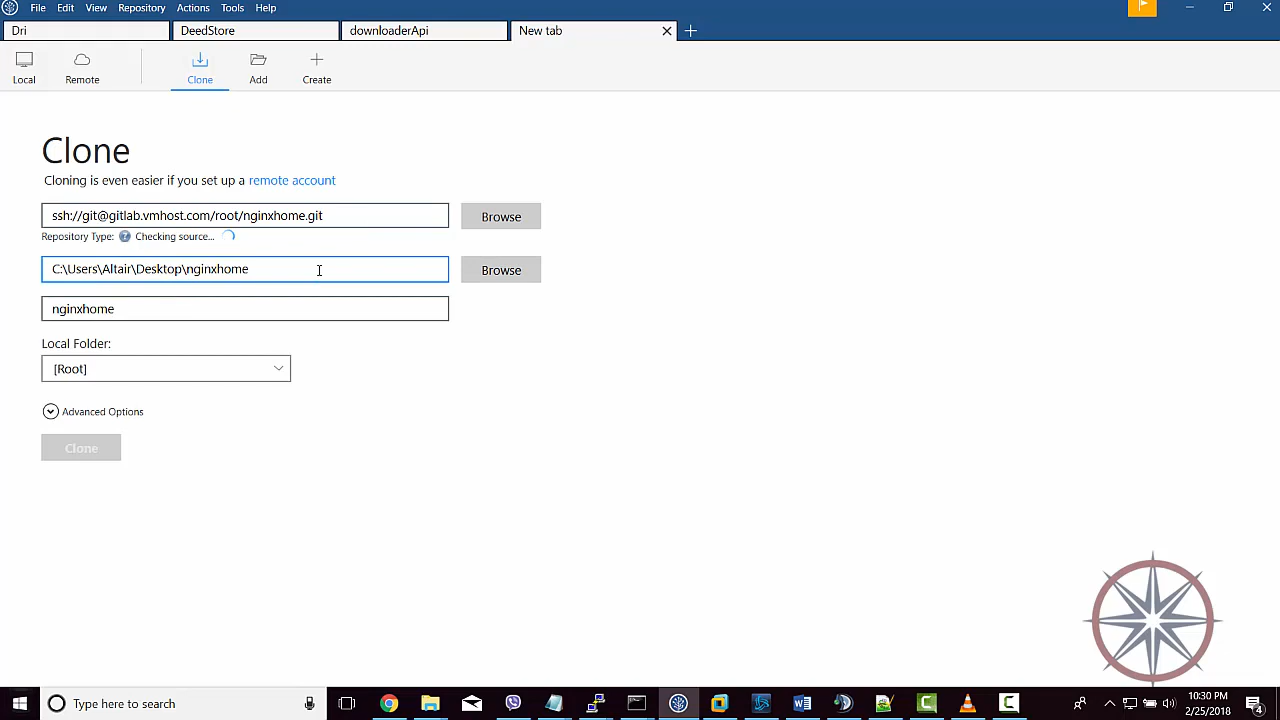 File Edit View Repository Actions Tools Help
Dri DeedStore downloaderApi New tab
Local Remote Clone Add Create
Clone
Cloning is even easier if you set up a remote account
ssh://git@gitlab.vmhost.com/root/nginxhome.git Browse
Repository Type: Checking source...
C:\Users\Altair\Desktop\nginxhome Browse
nginxhome
Local Folder:
[Root]
Advanced Options
Clone
Type here to search
10:30 PM
2/25/2018
4